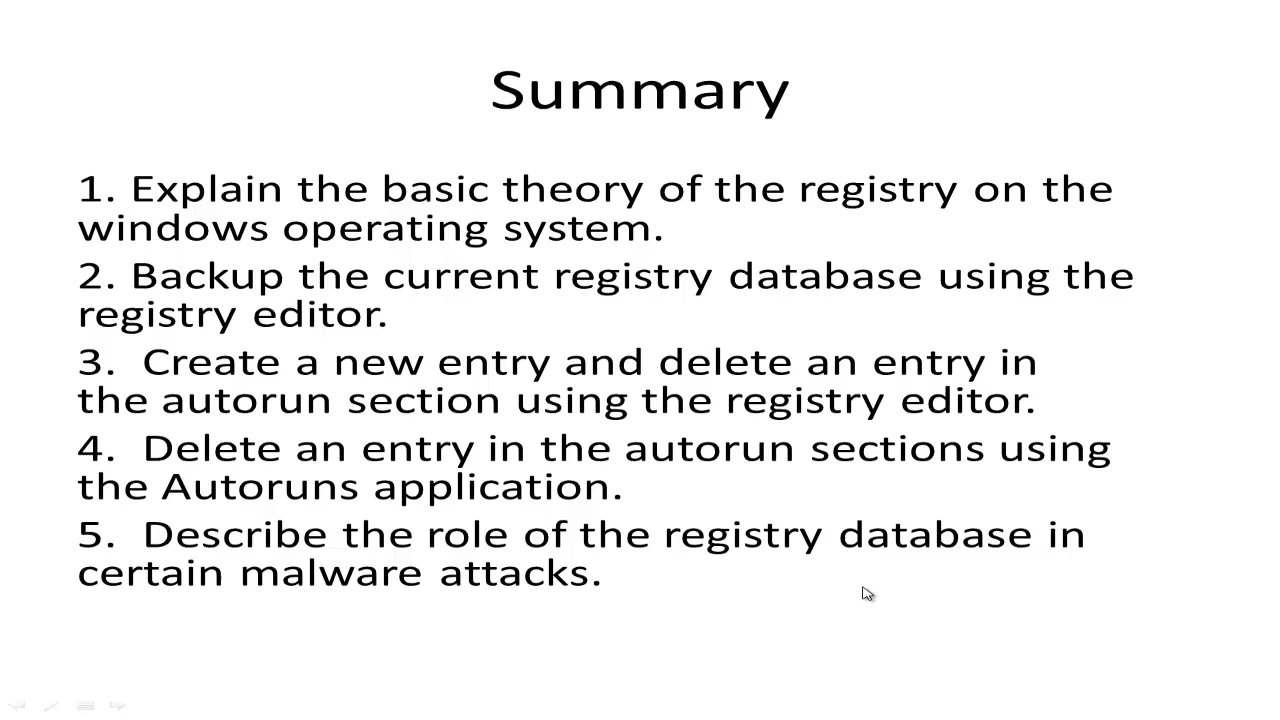 Summary
1. Explain the basic theory of the registry on the
windows operating system.
2. Backup the current registry database using the
registry editor.
3.  Create a new entry and delete an entry in
the autorun section using the registry editor.
4.  Delete an entry in the autorun sections using
the Autoruns application.
5.  Describe the role of the registry database in
certain malware attacks.